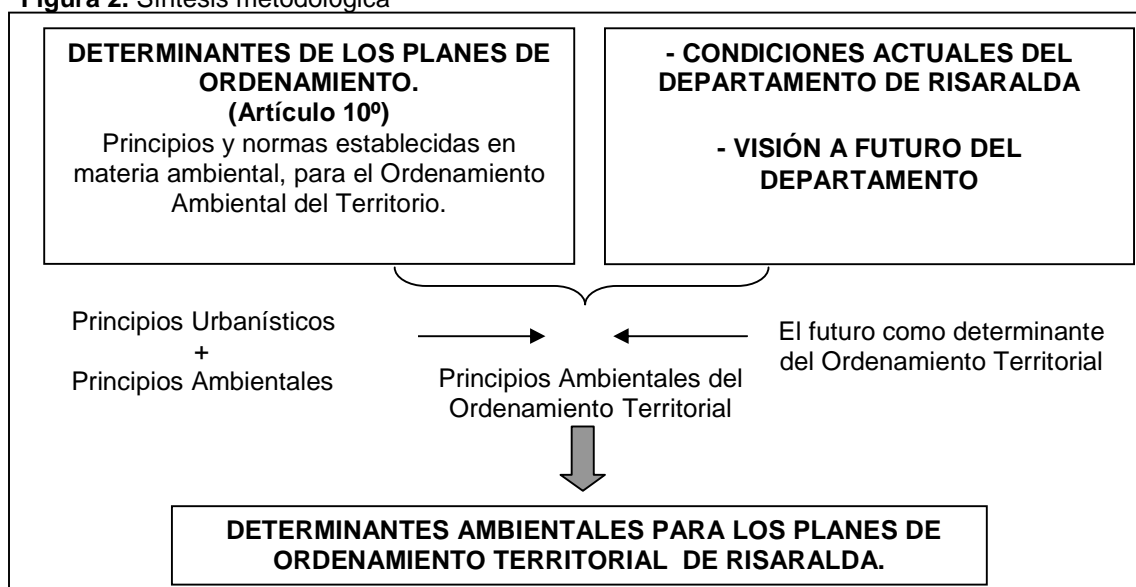 Figura 2. Síntesis metodológica
DETERMINANTES DE LOS PLANES DE
ORDENAMIENTO.
(Artículo 10º)
Principios y normas establecidas en
materia ambiental, para el Ordenamiento
Ambiental del Territorio.
- CONDICIONES ACTUALES DEL
DEPARTAMENTO DE RISARALDA
- VISIÓN A FUTURO DEL
DEPARTAMENTO
Principios Urbanísticos
+
Principios Ambientales
El futuro como determinante
del Ordenamiento Territorial
Principios Ambientales del
Ordenamiento Territorial
DETERMINANTES AMBIENTALES PARA LOS PLANES DE
ORDENAMIENTO TERRITORIAL DE RISARALDA.